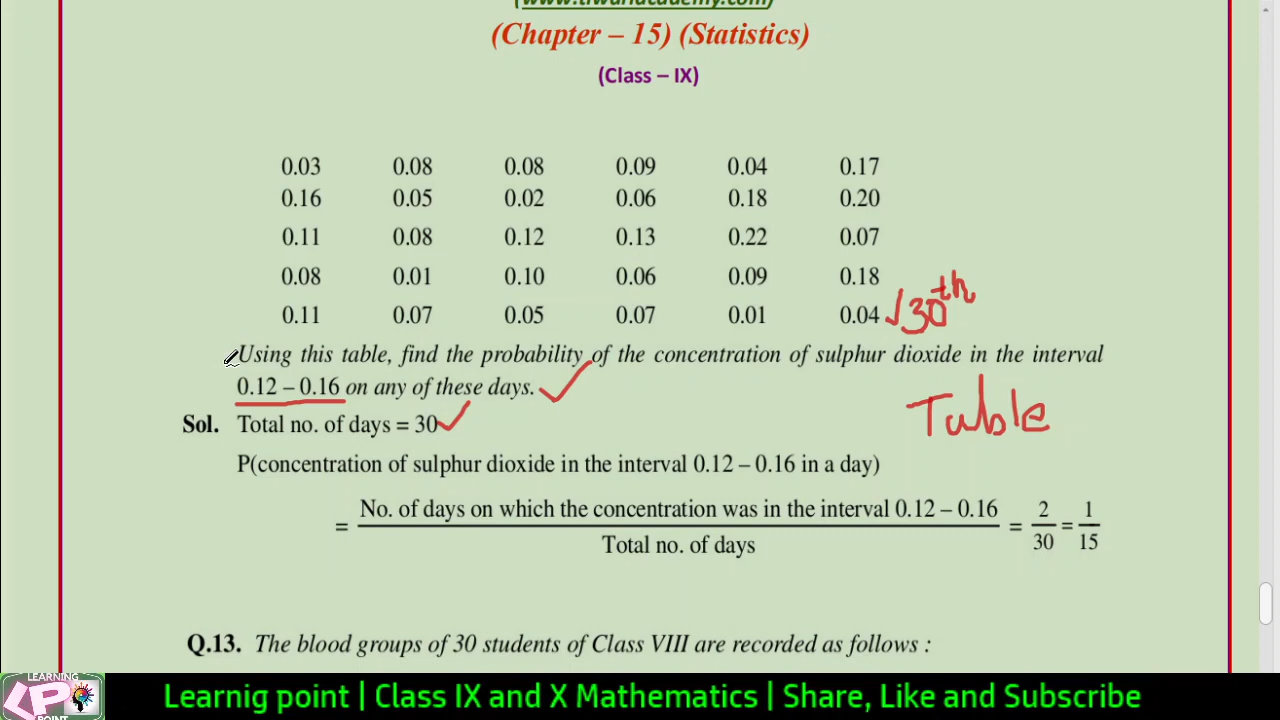 (www.tiwariacademy.com)
(Chapter – 15) (Statistics)
(Class – IX)
0.03 0.08 0.08 0.09 0.04 0.17
0.16 0.05 0.02 0.06 0.18 0.20
0.11 0.08 0.12 0.13 0.22 0.07
0.08 0.01 0.10 0.06 0.09 0.18
0.11 0.07 0.05 0.07 0.01 0.04 √30th
Using this table, find the probability of the concentration of sulphur dioxide in the interval
0.12 – 0.16 on any of these days.
Table
Sol. Total no. of days = 30
P(concentration of sulphur dioxide in the interval 0.12 – 0.16 in a day)
= No. of days on which the concentration was in the interval 0.12 – 0.16 / Total no. of days = 2/30 = 1/15
Q.13. The blood groups of 30 students of Class VIII are recorded as follows :
LEARNING
LP
POINT
Learnig point | Class IX and X Mathematics | Share, Like and Subscribe